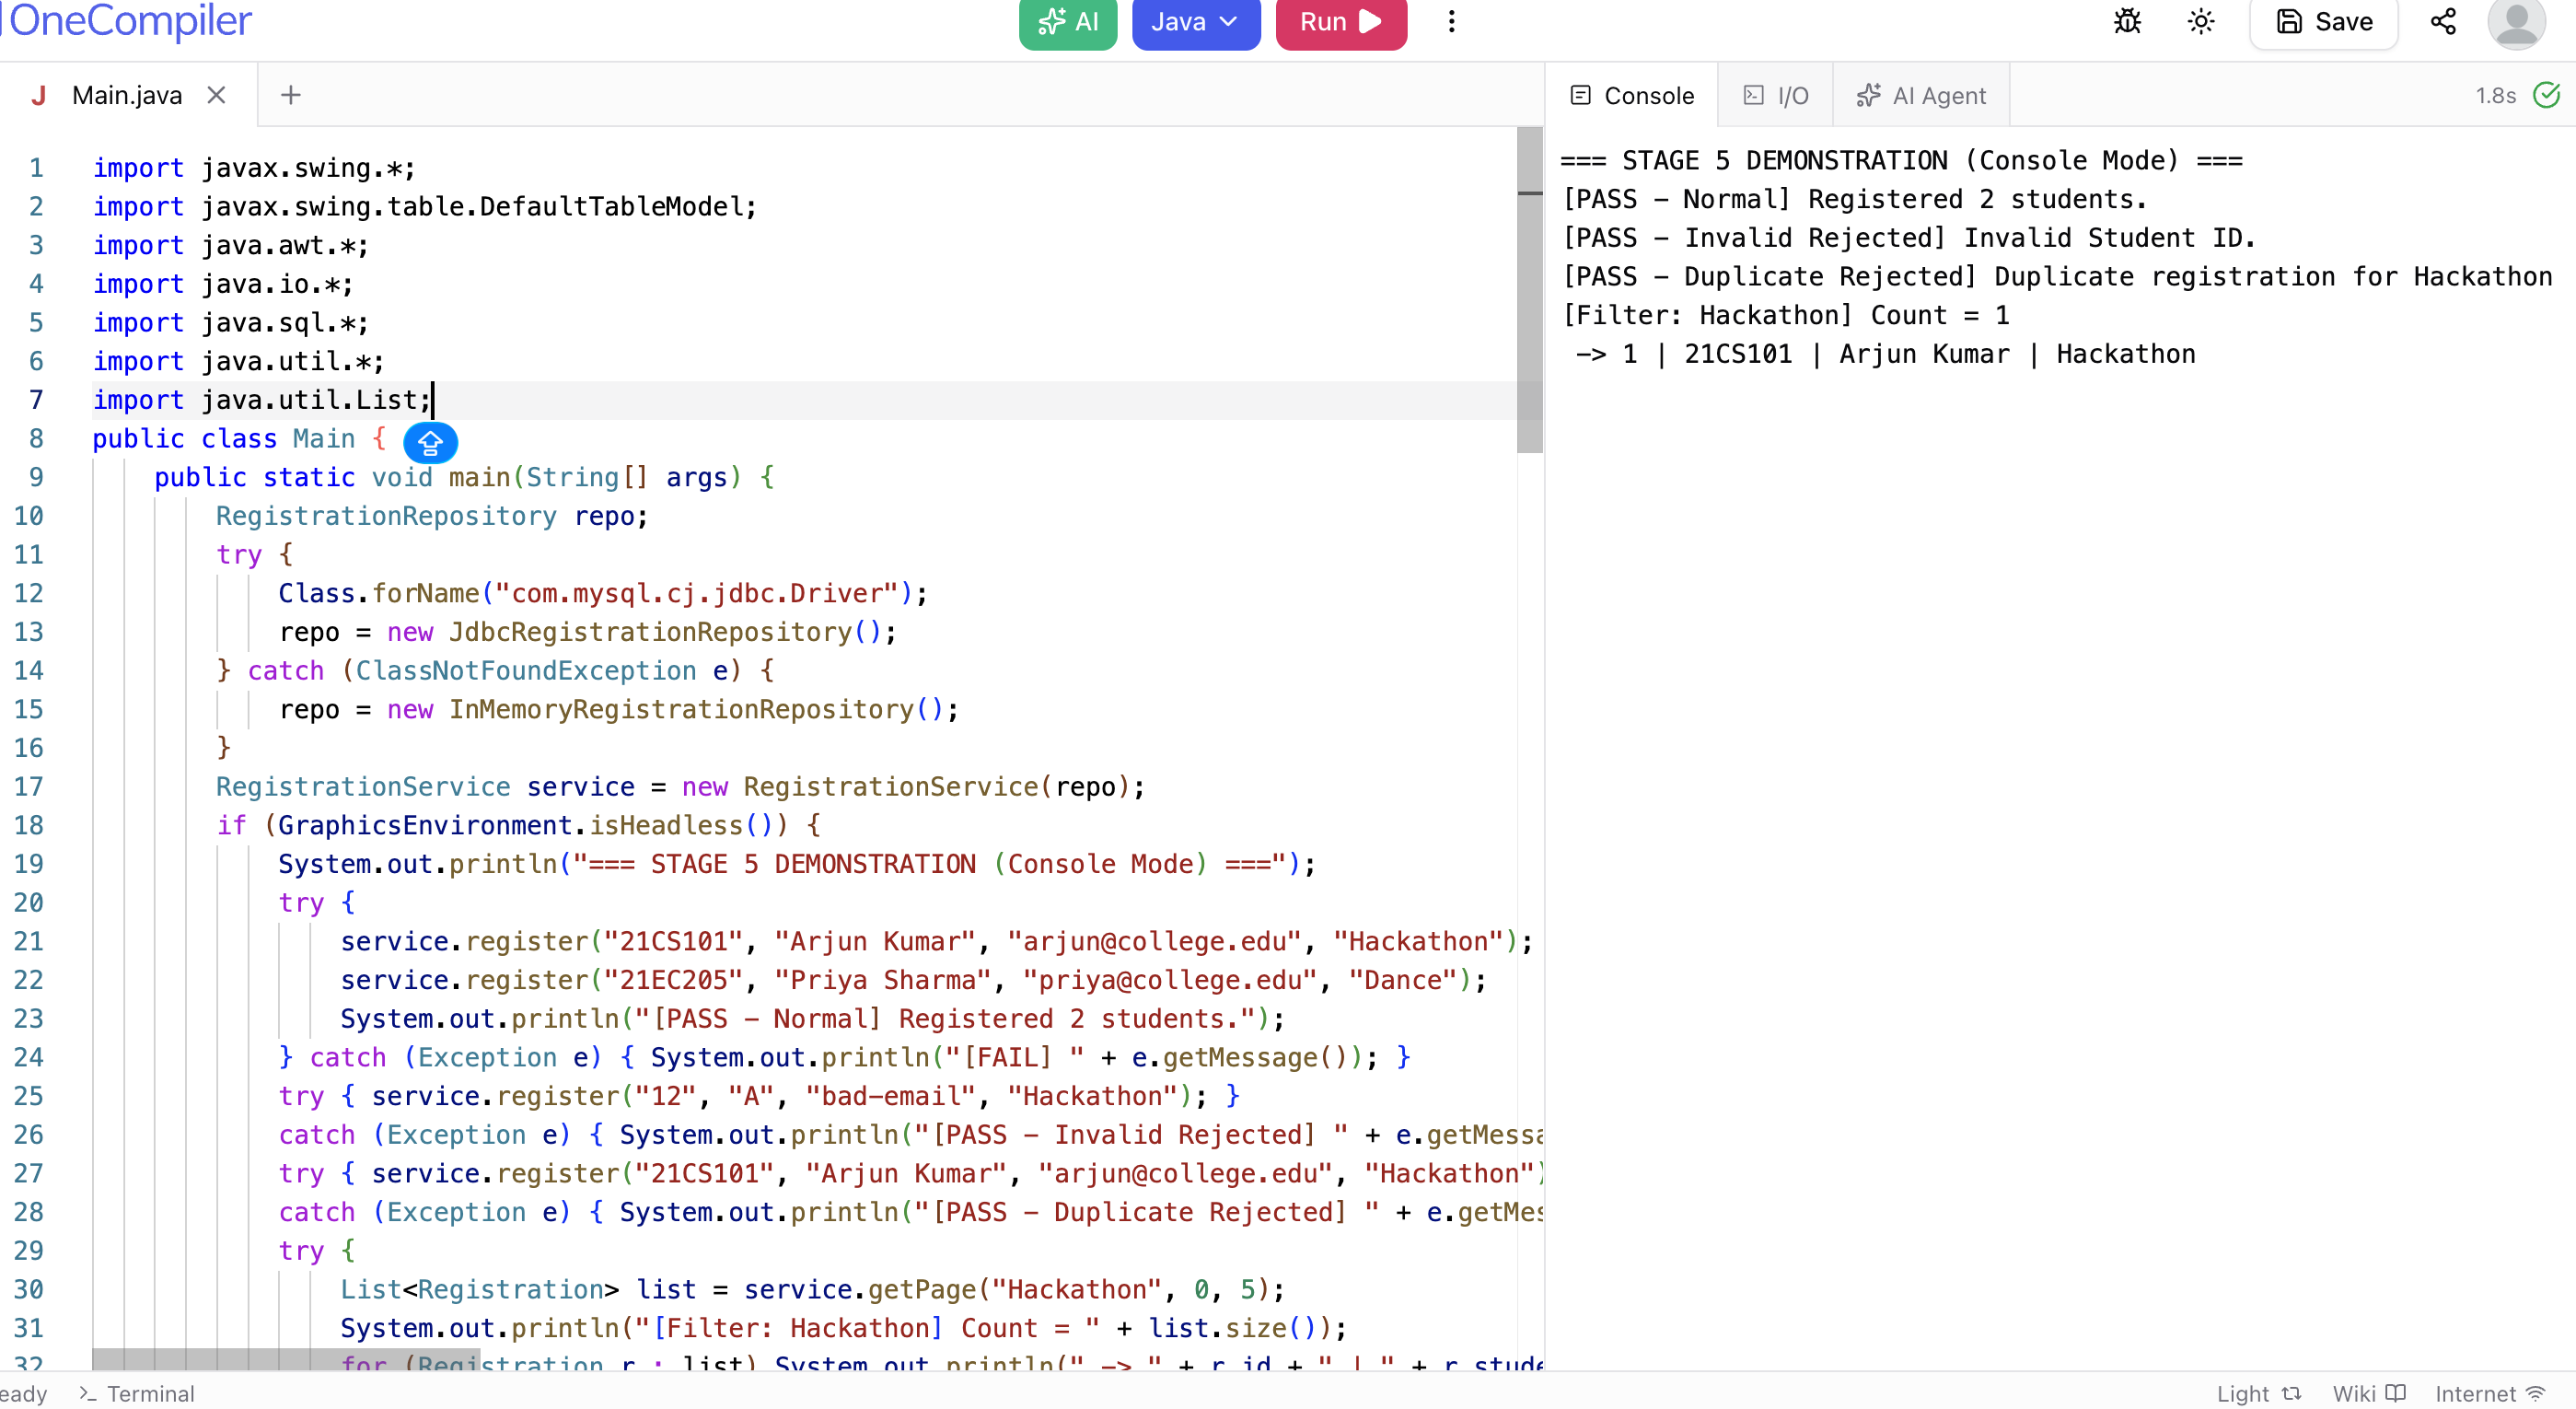 OneCompiler
AI
Java
Run
Save
J Main.java
Console
I/O
AI Agent
1.8s
1 import javax.swing.*;
2 import javax.swing.table.DefaultTableModel;
3 import java.awt.*;
4 import java.io.*;
5 import java.sql.*;
6 import java.util.*;
7 import java.util.List;
8 public class Main {
9 public static void main(String[] args) {
10 RegistrationRepository repo;
11 try {
12 Class.forName("com.mysql.cj.jdbc.Driver");
13 repo = new JdbcRegistrationRepository();
14 } catch (ClassNotFoundException e) {
15 repo = new InMemoryRegistrationRepository();
16 }
17 RegistrationService service = new RegistrationService(repo);
18 if (GraphicsEnvironment.isHeadless()) {
19 System.out.println("=== STAGE 5 DEMONSTRATION (Console Mode) ===");
20 try {
21 service.register("21CS101", "Arjun Kumar", "arjun@college.edu", "Hackathon");
22 service.register("21EC205", "Priya Sharma", "priya@college.edu", "Dance");
23 System.out.println("[PASS - Normal] Registered 2 students.");
24 } catch (Exception e) { System.out.println("[FAIL] " + e.getMessage()); }
25 try { service.register("12", "A", "bad-email", "Hackathon"); }
26 catch (Exception e) { System.out.println("[PASS - Invalid Rejected] " + e.getMessa
27 try { service.register("21CS101", "Arjun Kumar", "arjun@college.edu", "Hackathon")
28 catch (Exception e) { System.out.println("[PASS - Duplicate Rejected] " + e.getMes
29 try {
30 List<Registration> list = service.getPage("Hackathon", 0, 5);
31 System.out.println("[Filter: Hackathon] Count = " + list.size());
32 for (Registration r : list) System.out.println(" -> " + r.id + " | " + r.stude
=== STAGE 5 DEMONSTRATION (Console Mode) ===
[PASS - Normal] Registered 2 students.
[PASS - Invalid Rejected] Invalid Student ID.
[PASS - Duplicate Rejected] Duplicate registration for Hackathon
[Filter: Hackathon] Count = 1
-> 1 | 21CS101 | Arjun Kumar | Hackathon
eady
Terminal
Light
Wiki
Internet